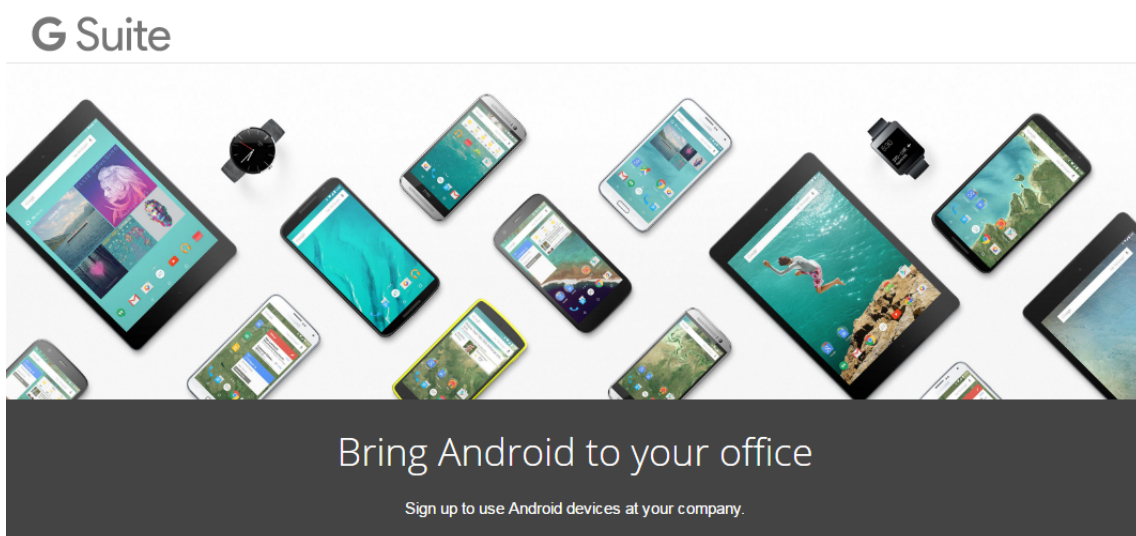 G Suite
Bring Android to your office
Sign up to use Android devices at your company.